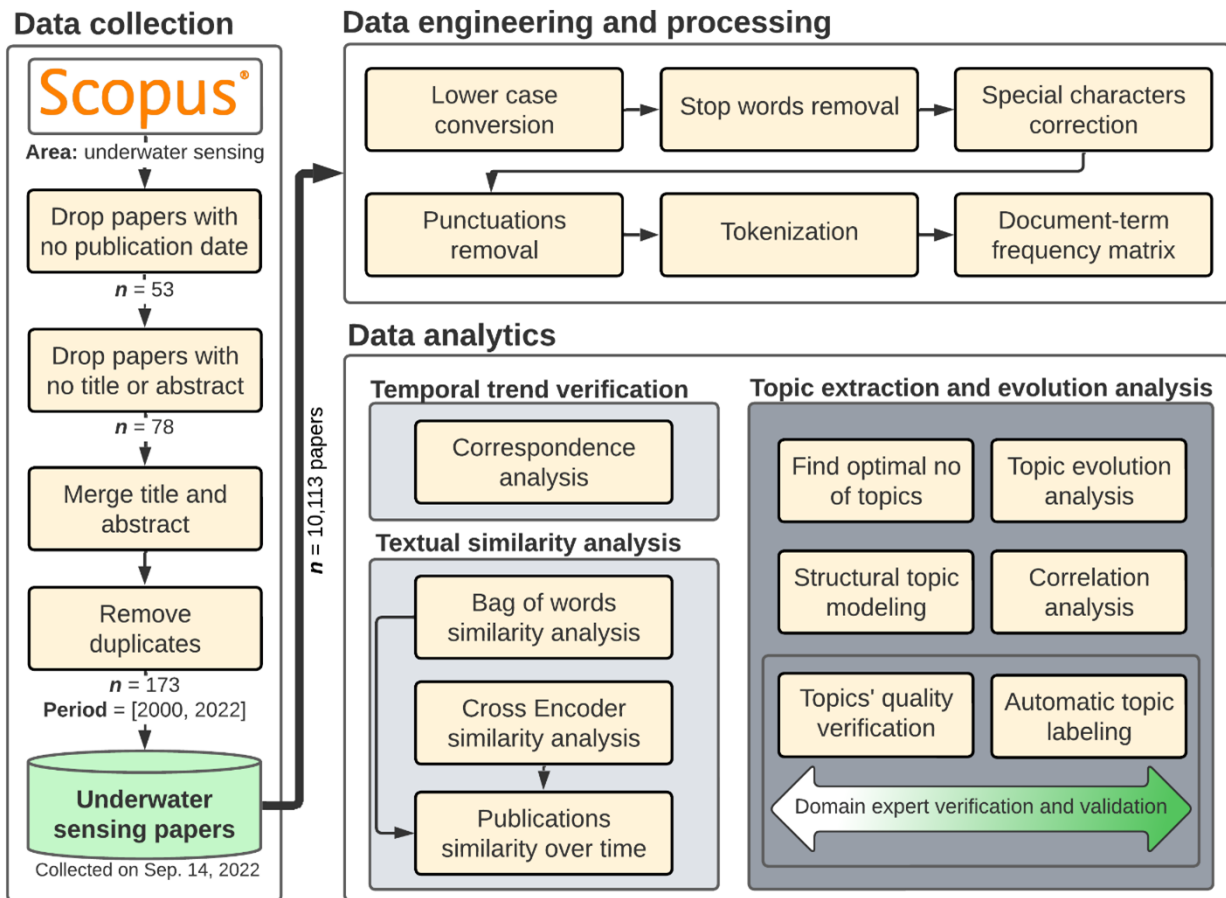 Data collection
Scopus®
Area: underwater sensing
Drop papers with
no publication date
n = 53
Drop papers with
no title or abstract
n = 78
Merge title and
abstract
Remove
duplicates
n = 173
Period = [2000, 2022]
Underwater
sensing papers
Collected on Sep. 14, 2022
n = 10,113 papers
Data engineering and processing
Lower case
conversion
Stop words removal
Special characters
correction
Punctuations
removal
Tokenization
Document-term
frequency matrix
Data analytics
Temporal trend verification
Correspondence
analysis
Textual similarity analysis
Bag of words
similarity analysis
Cross Encoder
similarity analysis
Publications
similarity over time
Topic extraction and evolution analysis
Find optimal no
of topics
Topic evolution
analysis
Structural topic
modeling
Correlation
analysis
Topics' quality
verification
Automatic topic
labeling
Domain expert verification and validation